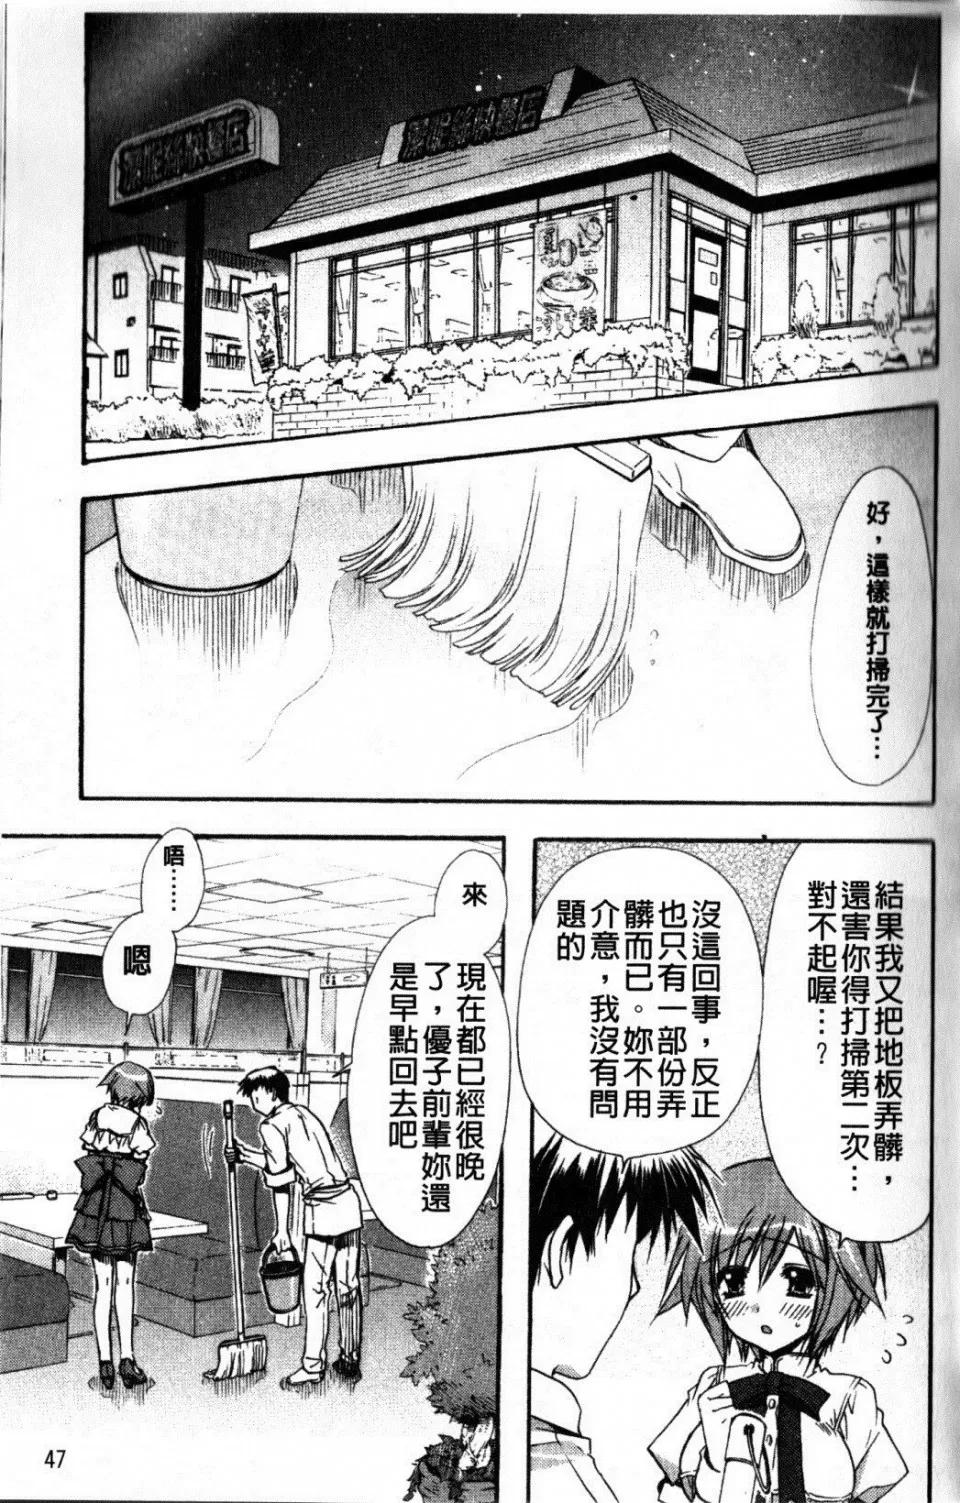 好，這樣就打掃完了…
結果我又把地板弄髒，
還害你得打掃第二次…
對不起喔…?
沒這回事，反正
也只有一部份弄
髒而已。妳不用
介意，我沒有問
題的
來
現在都已經很晚
了，優子前輩妳還
是早點回去吧
唔……
嗯
47